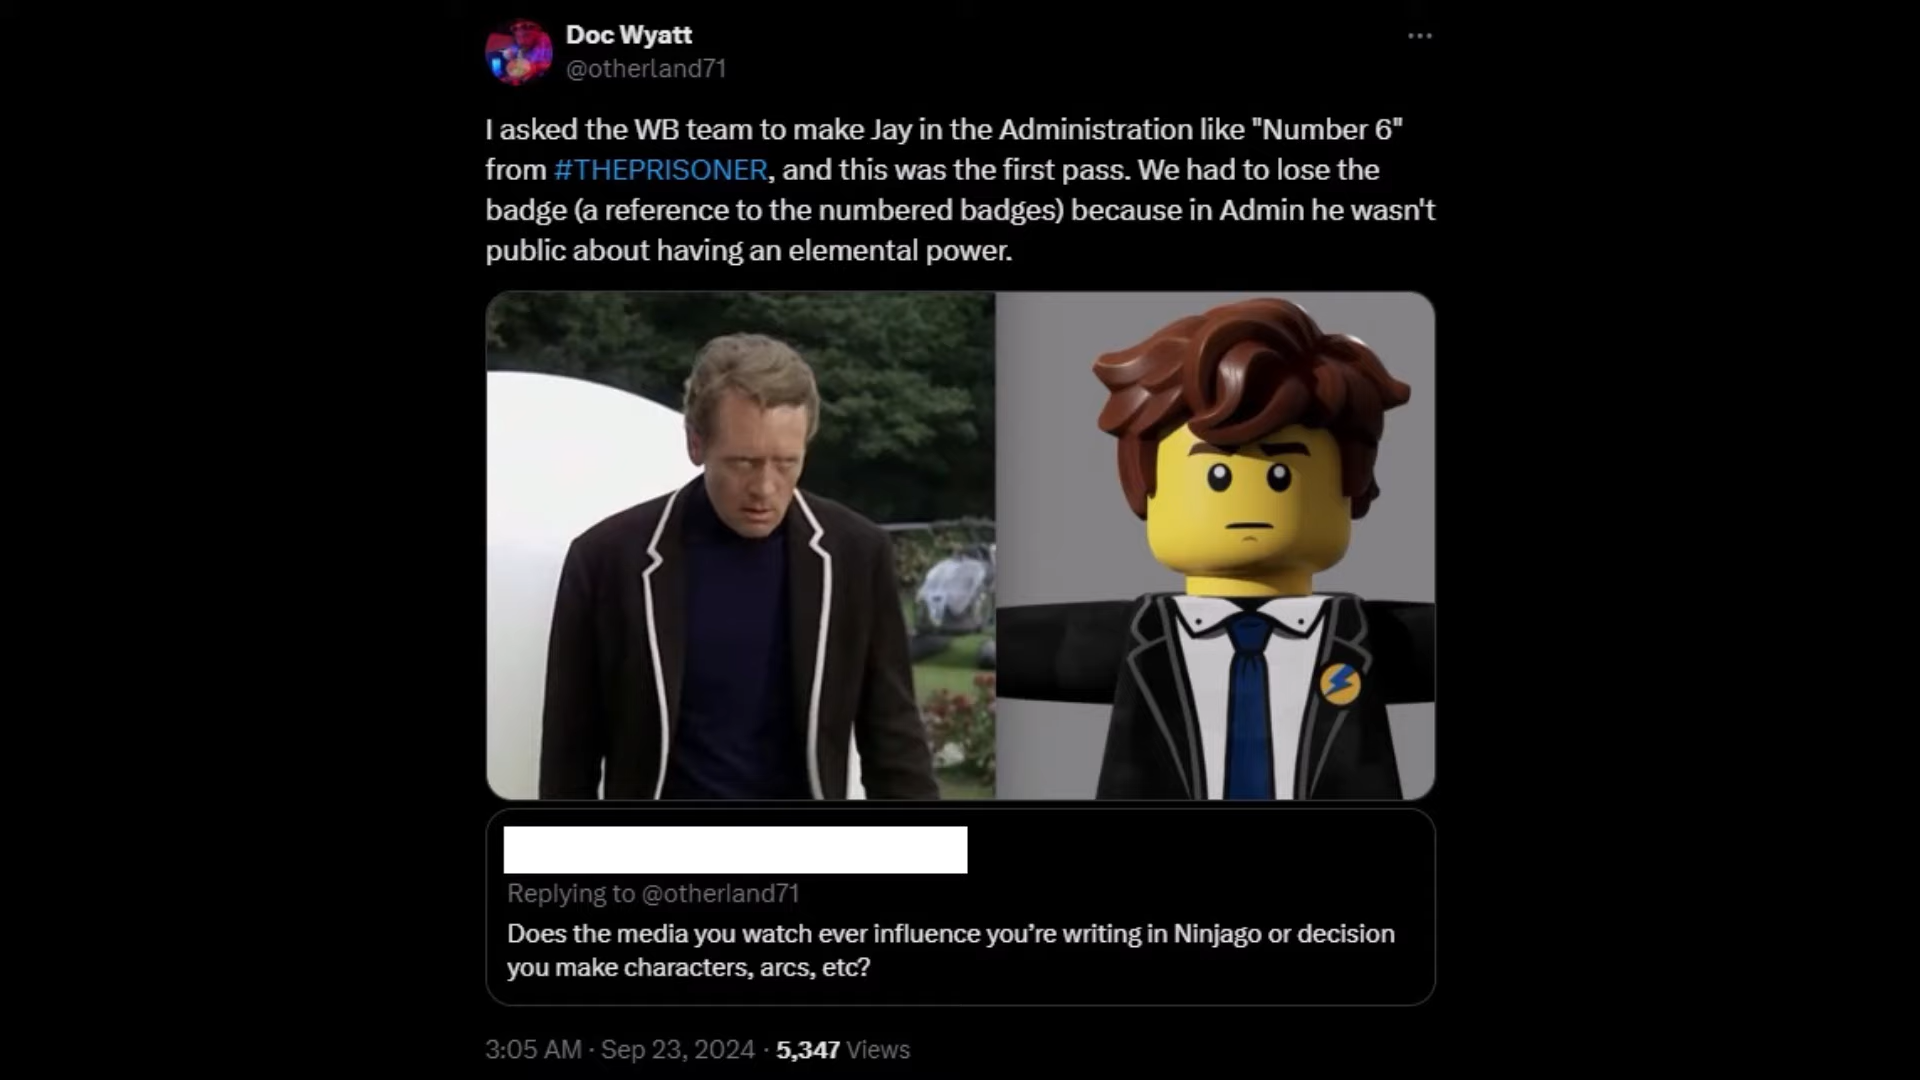 Doc Wyatt
@otherland71
I asked the WB team to make Jay in the Administration like "Number 6"
from #THEPRISONER, and this was the first pass. We had to lose the
badge (a reference to the numbered badges) because in Admin he wasn't
public about having an elemental power.
Replying to @otherland71
Does the media you watch ever influence you’re writing in Ninjago or decision
you make characters, arcs, etc?
3:05 AM · Sep 23, 2024 · 5,347 Views